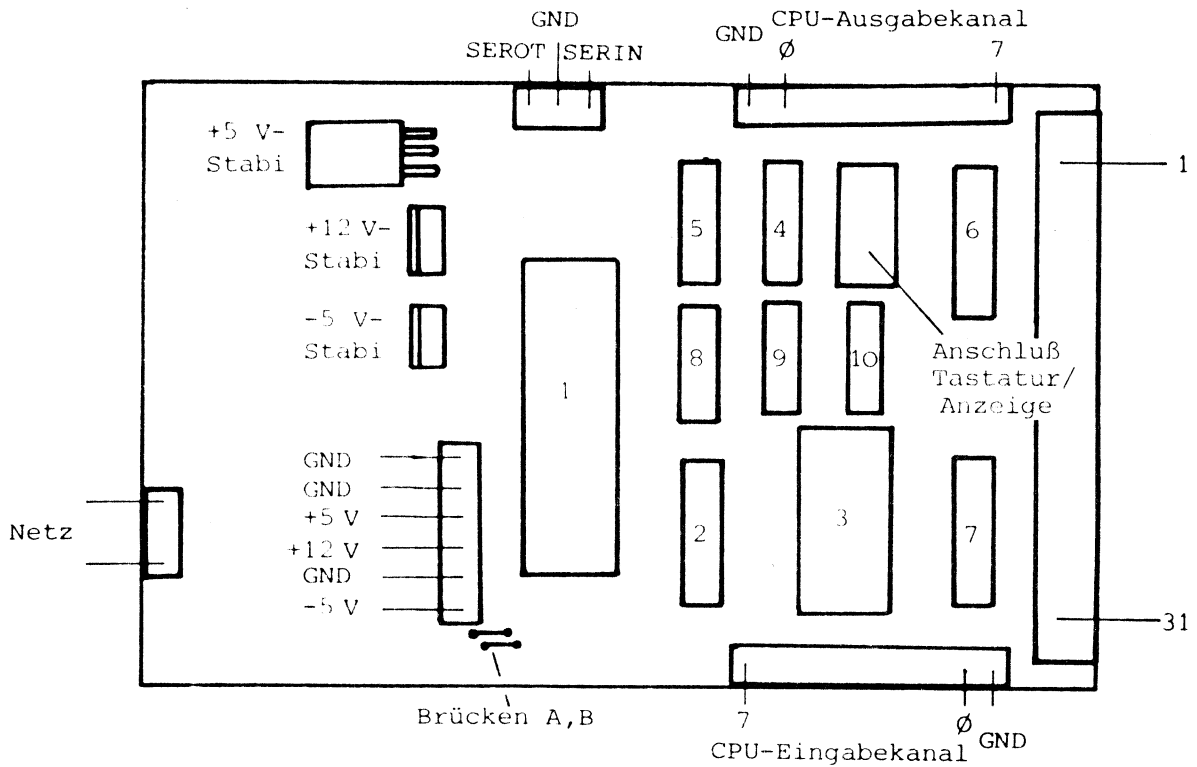 GND
SEROT SERIN
CPU-Ausgabekanal
GND Ø 7
+5 V-
Stabi
1
+12 V-
Stabi
5 4 6
-5 V-
Stabi
8 9 10
1
Anschluß
Tastatur/
Anzeige
GND
GND
+5 V
+12 V
GND
-5 V
Netz
2 3 7
31
Brücken A,B
7 Ø GND
CPU-Eingabekanal